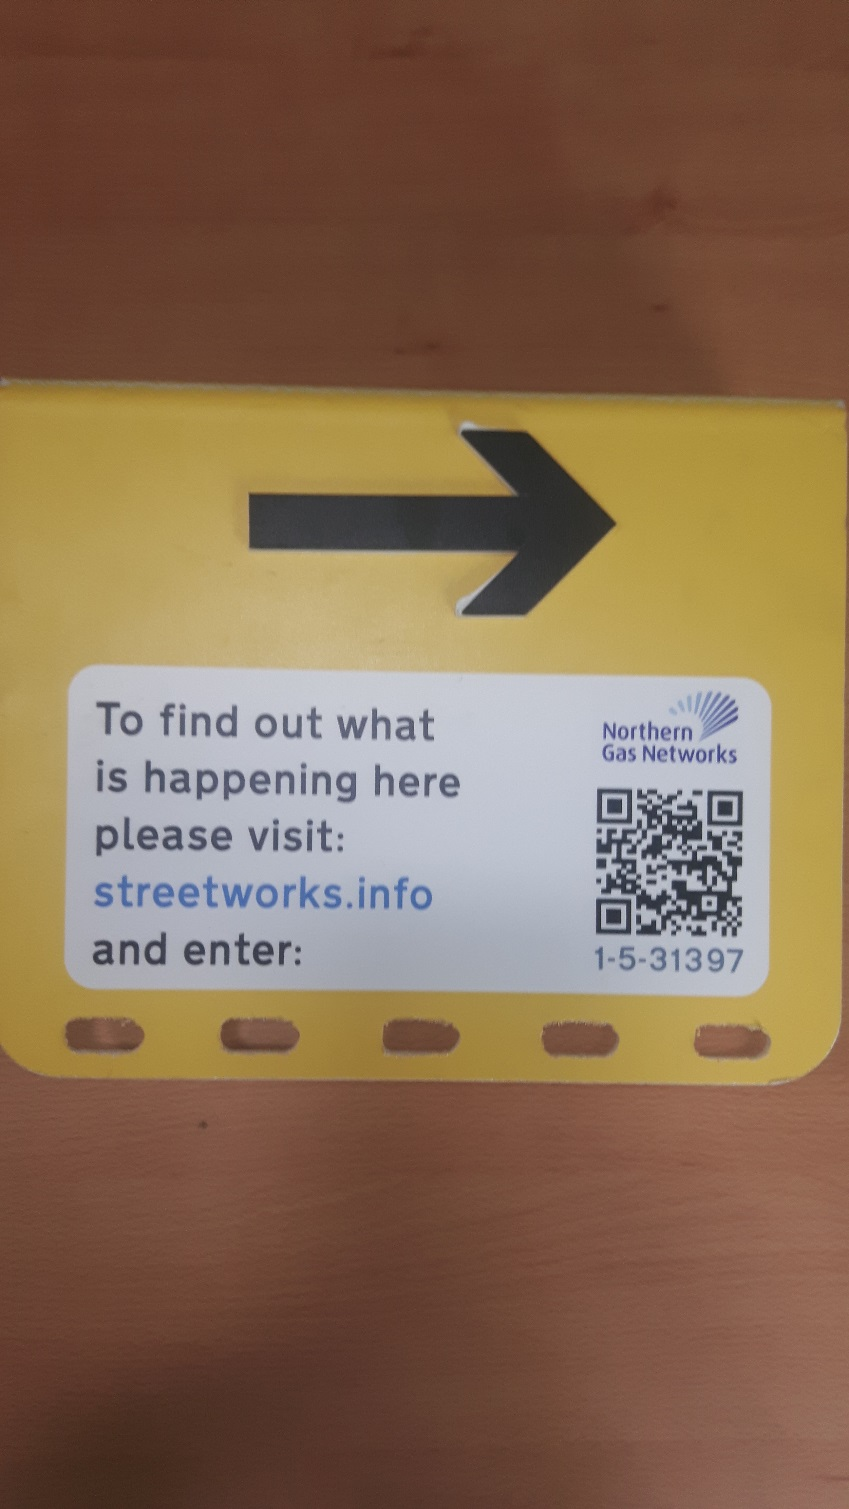 To find out what
is happening here
please visit:
streetworks.info
and enter:
Northern
Gas Networks
1-5-31397